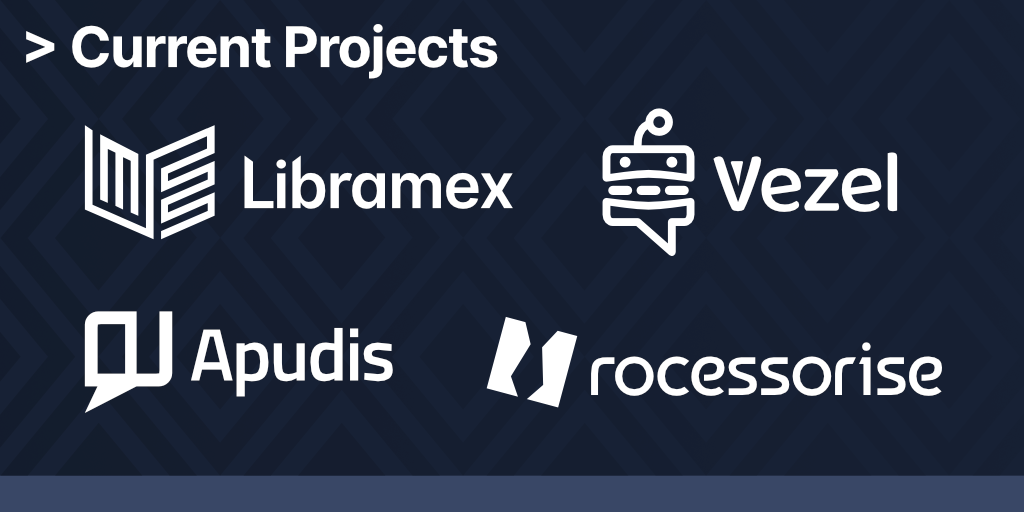 > Current Projects
Libramex
Vezel
Apudis
rocessorise